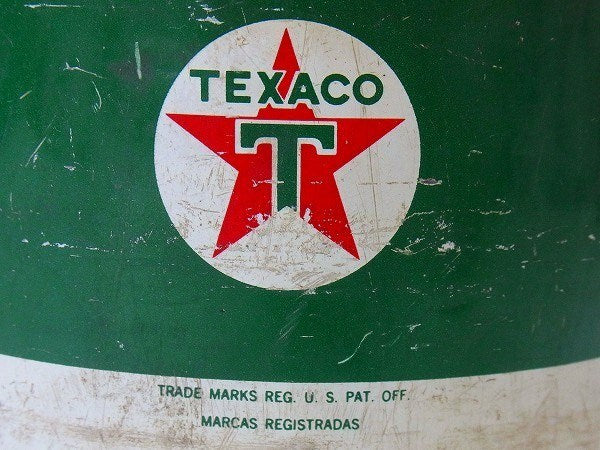 TEXACO
T
TRADE MARKS REG. U. S. PAT. OFF.
MARCAS REGISTRADAS